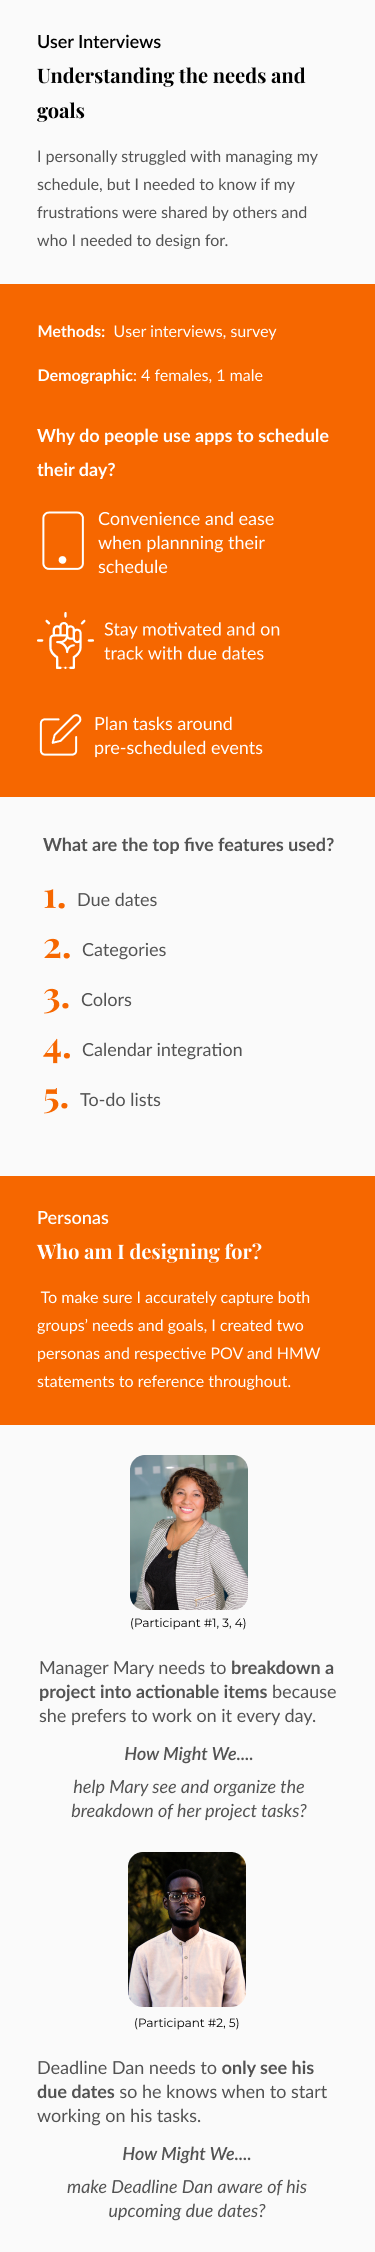 User Interviews
Understanding the needs and
goals
I personally struggled with managing my
schedule, but I needed to know if my
frustrations were shared by others and
who I needed to design for.
Methods: User interviews, survey
Demographic: 4 females, 1 male
Why do people use apps to schedule
their day?
Convenience and ease
when plannning their
schedule
Stay motivated and on
track with due dates
Plan tasks around
pre-scheduled events
What are the top five features used?
1. Due dates
2. Categories
3. Colors
4. Calendar integration
5. To-do lists
Personas
Who am I designing for?
To make sure I accurately capture both
groups’ needs and goals, I created two
personas and respective POV and HMW
statements to reference throughout.
(Participant #1, 3, 4)
Manager Mary needs to breakdown a
project into actionable items because
she prefers to work on it every day.
How Might We....
help Mary see and organize the
breakdown of her project tasks?
(Participant #2, 5)
Deadline Dan needs to only see his
due dates so he knows when to start
working on his tasks.
How Might We....
make Deadline Dan aware of his
upcoming due dates?